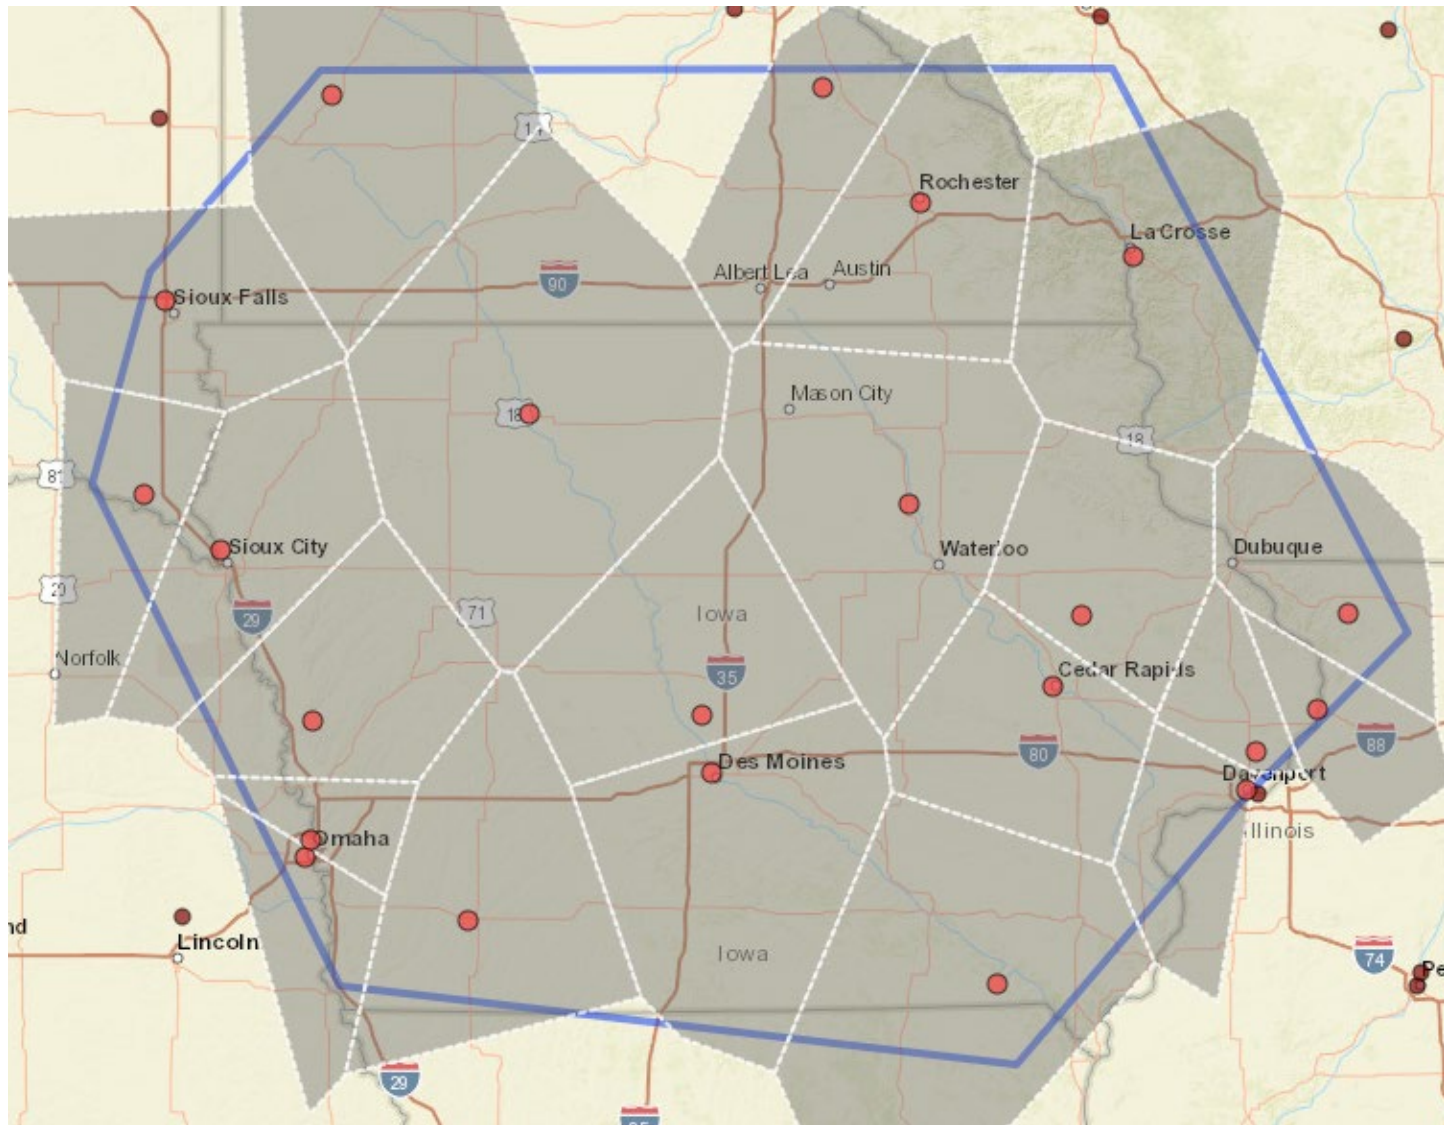 14
Rochester
La Crosse
Albert Lea
Austin
90
Sioux Falls
Mason City
18
18
81
Sioux City
Waterloo
Dubuque
20
29
71
Iowa
Norfolk
35
Cedar Rapids
80
88
Des Moines
Davenport
Illinois
Omaha
Lincoln
Iowa
74
29